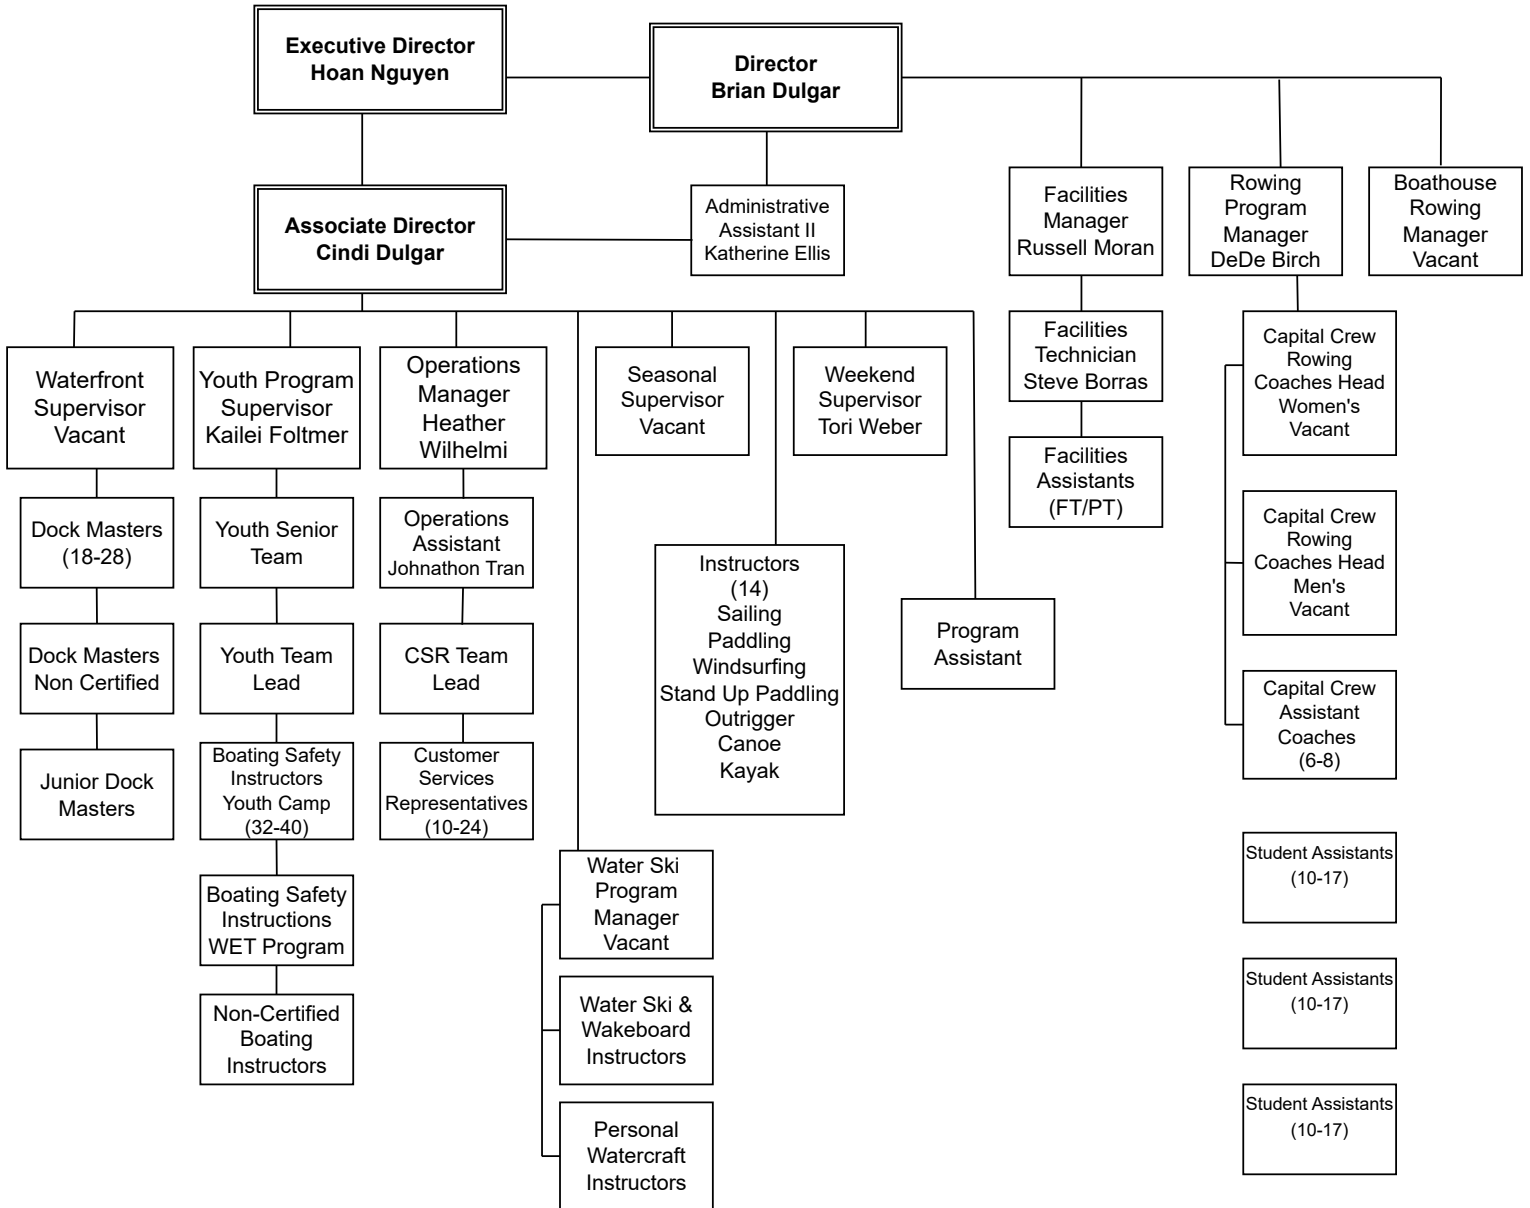 Executive Director
Hoan Nguyen
Director
Brian Dulgar
Associate Director
Cindi Dulgar
Administrative
Assistant II
Katherine Ellis
Facilities
Manager
Russell Moran
Rowing
Program
Manager
DeDe Birch
Boathouse
Rowing
Manager
Vacant
Waterfront
Supervisor
Vacant
Youth Program
Supervisor
Kailei Foltmer
Operations
Manager
Heather
Wilhelmi
Seasonal
Supervisor
Vacant
Weekend
Supervisor
Tori Weber
Facilities
Technician
Steve Borras
Capital Crew
Rowing
Coaches Head
Women's
Vacant
Dock Masters
(18-28)
Youth Senior
Team
Operations
Assistant
Johnathon Tran
Facilities
Assistants
(FT/PT)
Capital Crew
Rowing
Coaches Head
Men's
Vacant
Instructors
(14)
Sailing
Paddling
Windsurfing
Stand Up Paddling
Outrigger
Canoe
Kayak
Program
Assistant
Dock Masters
Non Certified
Youth Team
Lead
CSR Team
Lead
Capital Crew
Assistant
Coaches
(6-8)
Junior Dock
Masters
Boating Safety
Instructors
Youth Camp
(32-40)
Customer
Services
Representatives
(10-24)
Water Ski
Program
Manager
Vacant
Student Assistants
(10-17)
Boating Safety
Instructions
WET Program
Water Ski &
Wakeboard
Instructors
Student Assistants
(10-17)
Non-Certified
Boating
Instructors
Personal
Watercraft
Instructors
Student Assistants
(10-17)